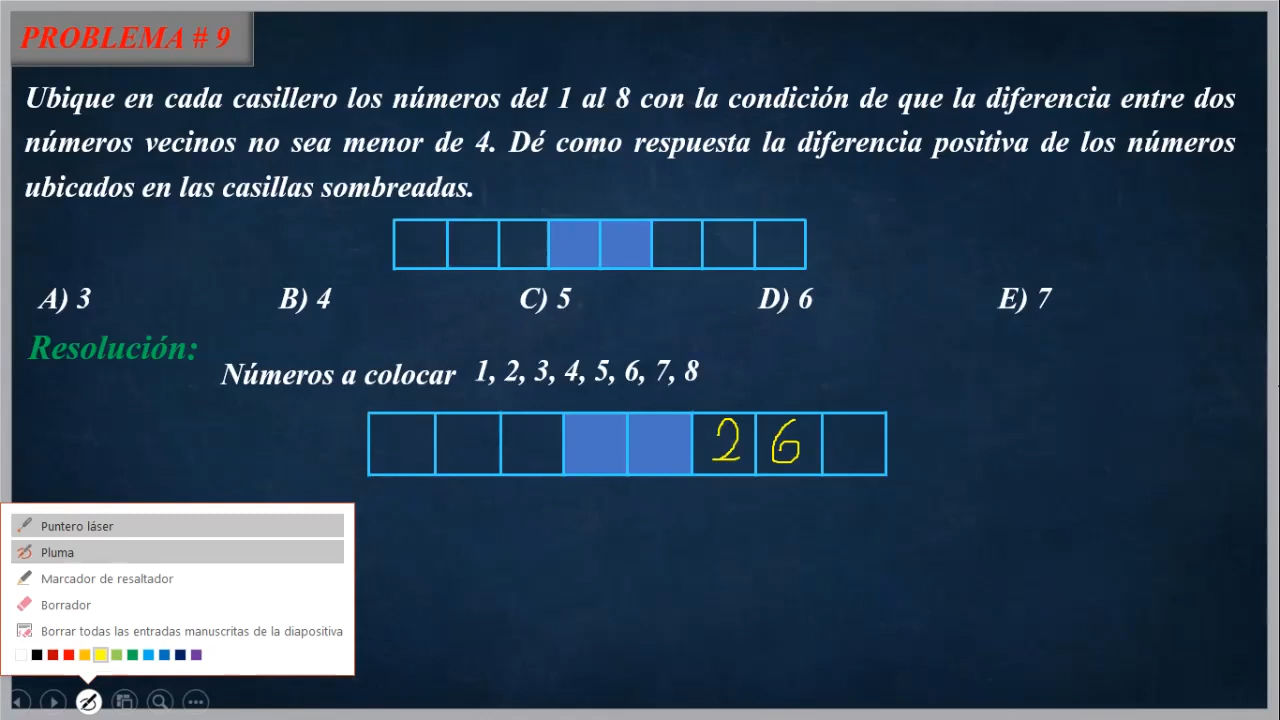 PROBLEMA # 9
Ubique en cada casillero los números del 1 al 8 con la condición de que la diferencia entre dos
números vecinos no sea menor de 4. Dé como respuesta la diferencia positiva de los números
ubicados en las casillas sombreadas.
A) 3 B) 4 C) 5 D) 6 E) 7
Resolución:
Números a colocar 1, 2, 3, 4, 5, 6, 7, 8
2 6
Puntero láser
Pluma
Marcador de resaltador
Borrador
Borrar todas las entradas manuscritas de la diapositiva